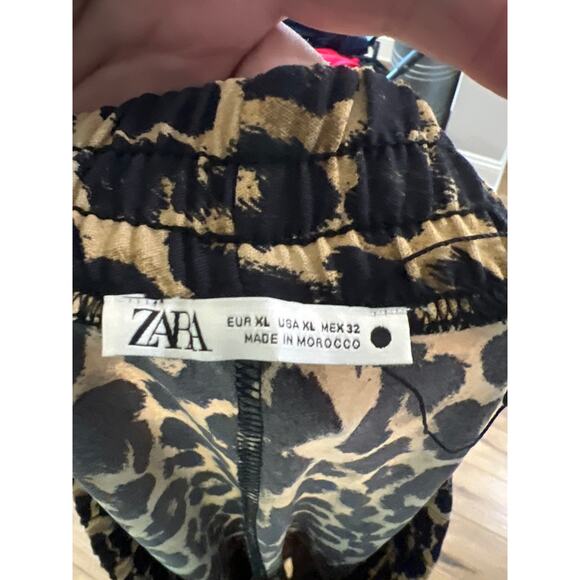 ZARA
EUR XL USA XL MEX 32
MADE IN MOROCCO